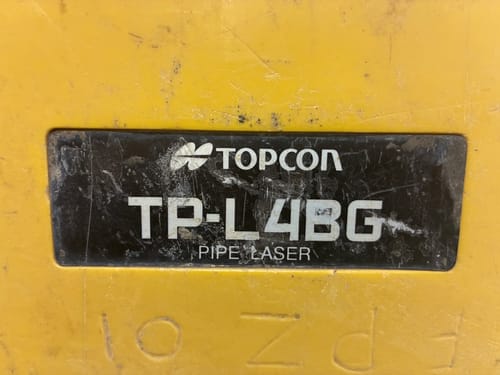 TOPCON
TP-L4BG
PIPE LASER